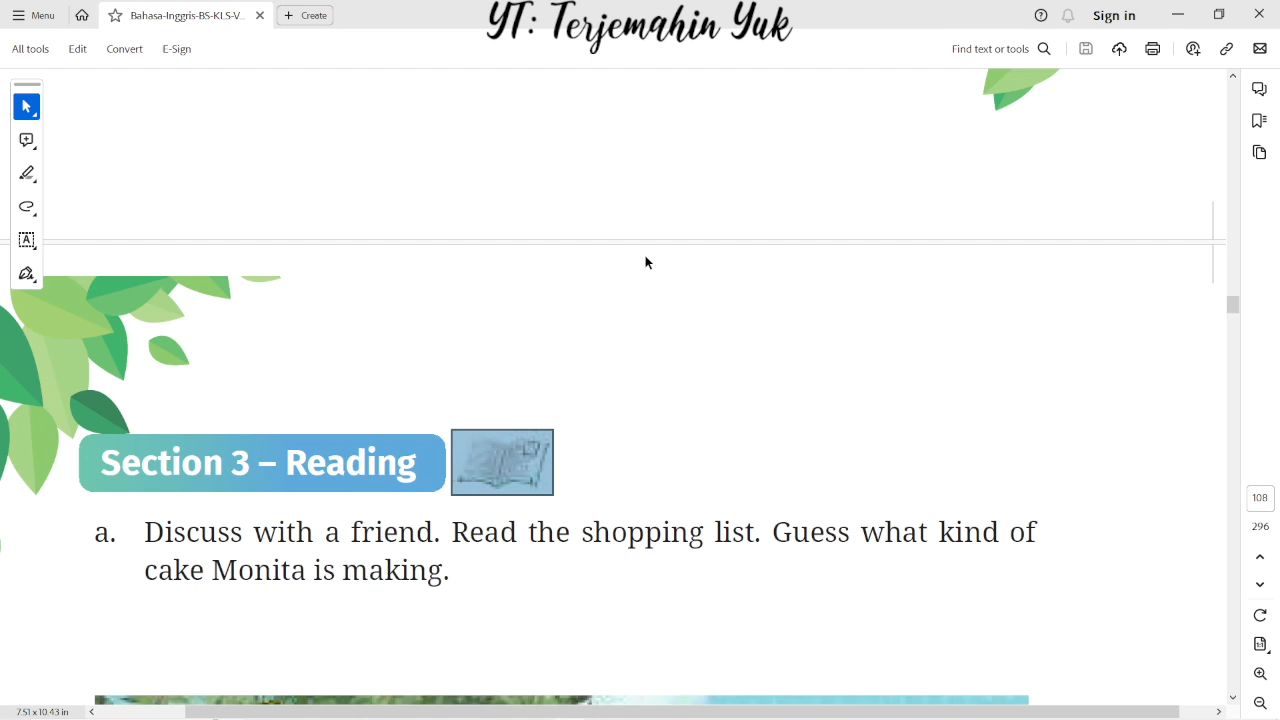 Menu
Bahasa-Inggris-BS-KLS-V...
Create
YT: Terjemahin Yuk
Sign in
All tools
Edit
Convert
E-Sign
Find text or tools
Section 3 – Reading
a. Discuss with a friend. Read the shopping list. Guess what kind of
cake Monita is making.
108
296
7.51 x 10.43 in